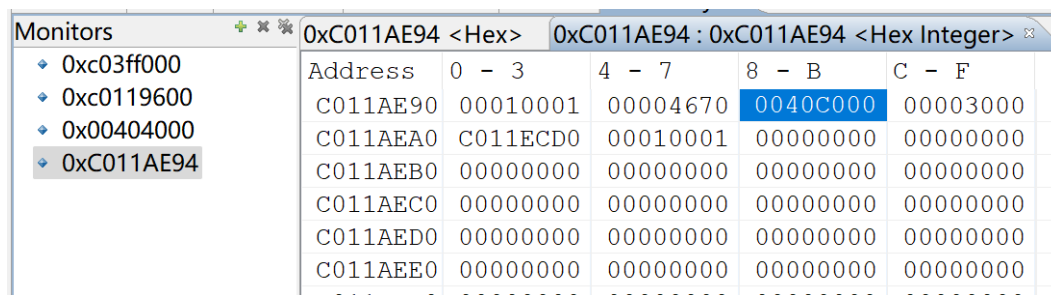 Monitors
0xc03ff000
0xc0119600
0x00404000
0xC011AE94
0xC011AE94 <Hex> 0xC011AE94 : 0xC011AE94 <Hex Integer>
Address 0 - 3 4 - 7 8 - B C - F
C011AE90 00010001 00004670 0040C000 00003000
C011AEA0 C011ECD0 00010001 00000000 00000000
C011AEB0 00000000 00000000 00000000 00000000
C011AEC0 00000000 00000000 00000000 00000000
C011AED0 00000000 00000000 00000000 00000000
C011AEE0 00000000 00000000 00000000 00000000